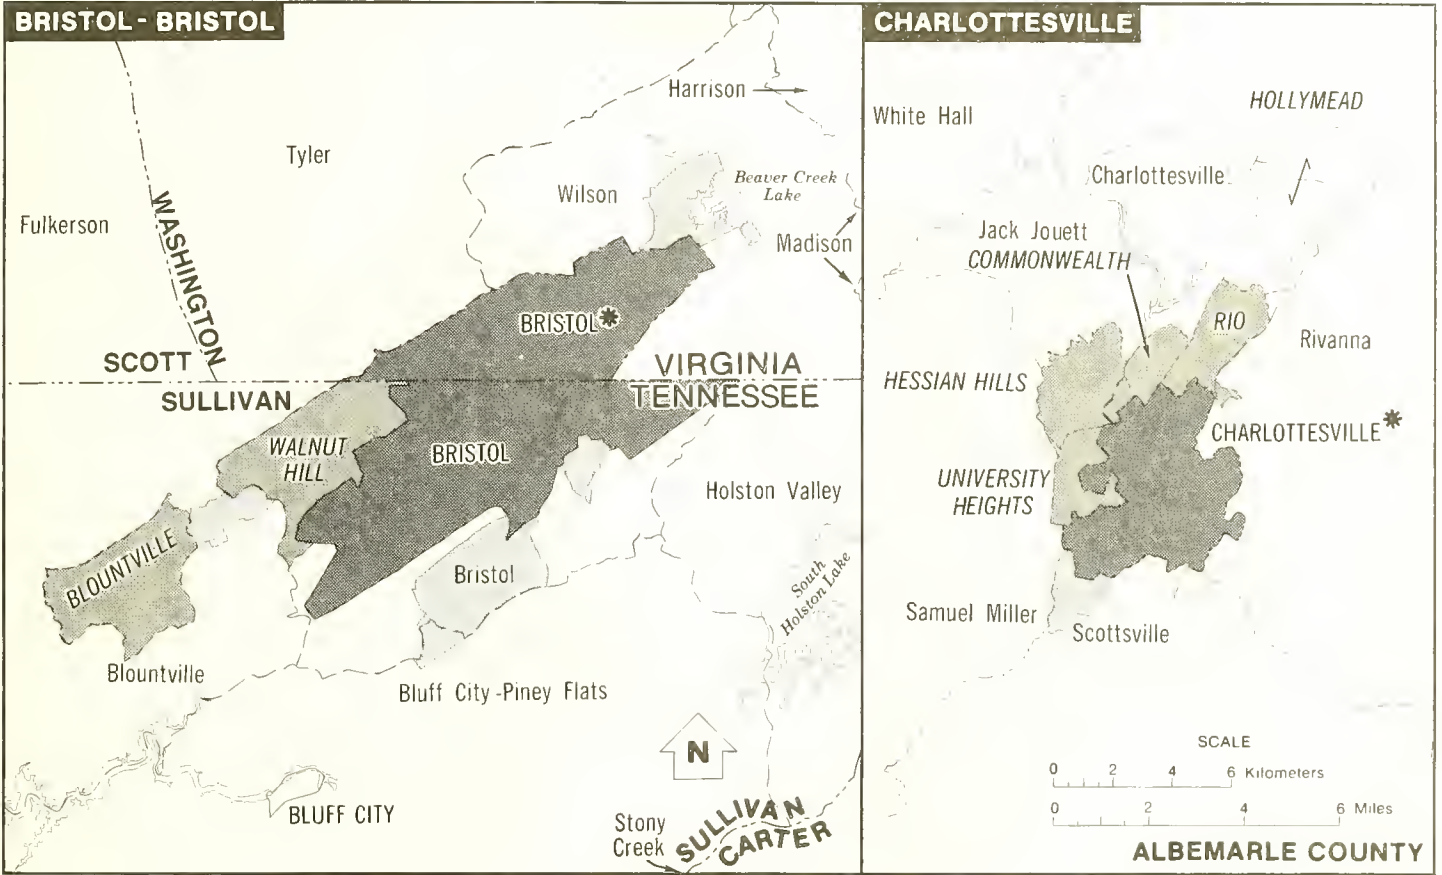 BRISTOL - BRISTOL
Harrison
Tyler
Wilson
Beaver Creek
Lake
Fulkerson
WASHINGTON
Madison
BRISTOL*
SCOTT
VIRGINIA
SULLIVAN
TENNESSEE
WALNUT
HILL
BRISTOL
Holston Valley
BLOUNTVILLE
Bristol
South
Holston Lake
Blountville
Bluff City - Piney Flats
N
BLUFF CITY
Stony
Creek
SULLIVAN
CARTER
CHARLOTTESVILLE
HOLLYMEAD
White Hall
Charlottesville
Jack Jouett
COMMONWEALTH
RIO
Rivanna
HESSIAN HILLS
CHARLOTTESVILLE*
UNIVERSITY
HEIGHTS
Samuel Miller
Scottsville
SCALE
0 2 4 6 Kilometers
0 2 4 6 Miles
ALBEMARLE COUNTY